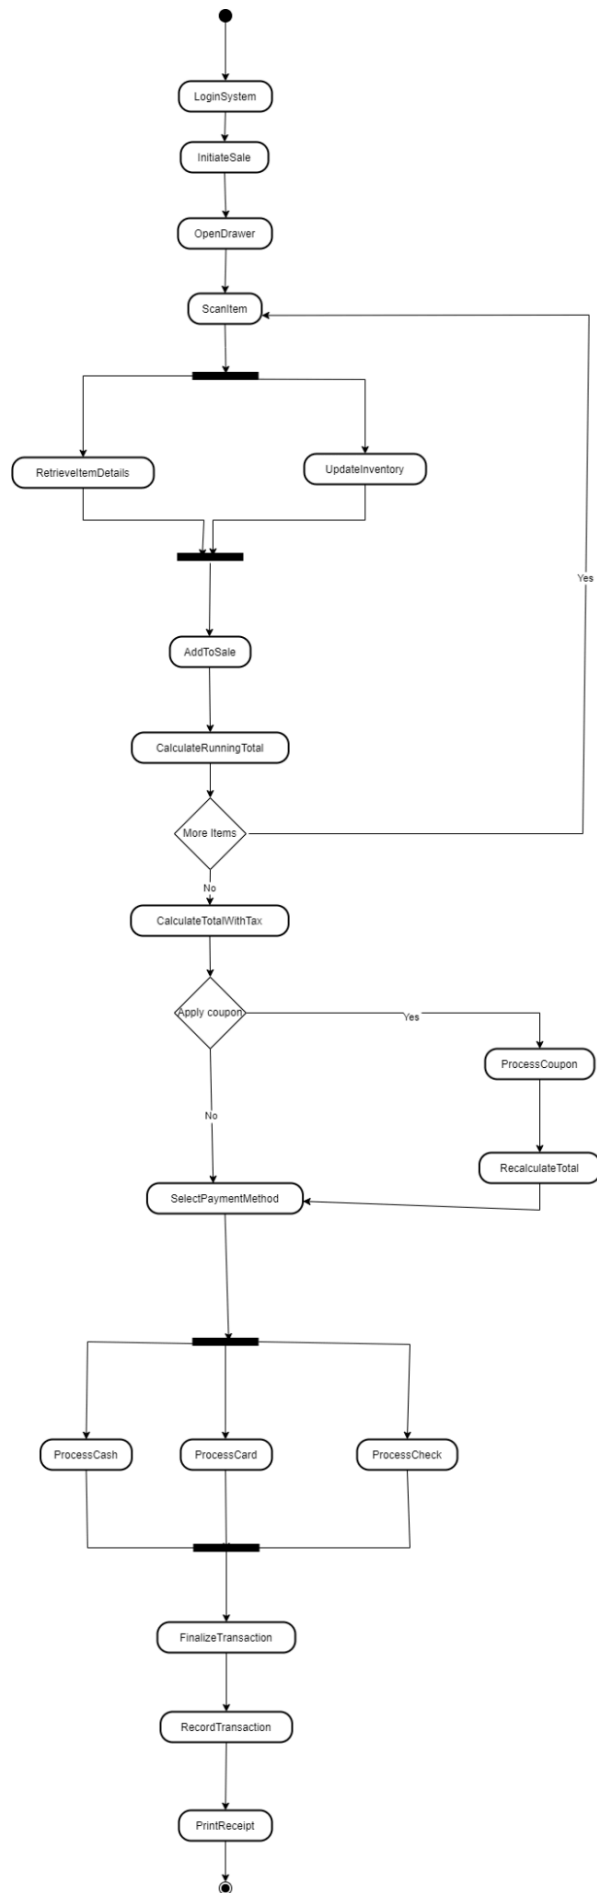 LoginSystem
InitiateSale
OpenDrawer
ScanItem
RetrieveItemDetails
UpdateInventory
Yes
AddToSale
CalculateRunningTotal
More Items
No
CalculateTotalWithTax
Apply coupon
Yes
ProcessCoupon
No
RecalculateTotal
SelectPaymentMethod
ProcessCash
ProcessCard
ProcessCheck
FinalizeTransaction
RecordTransaction
PrintReceipt